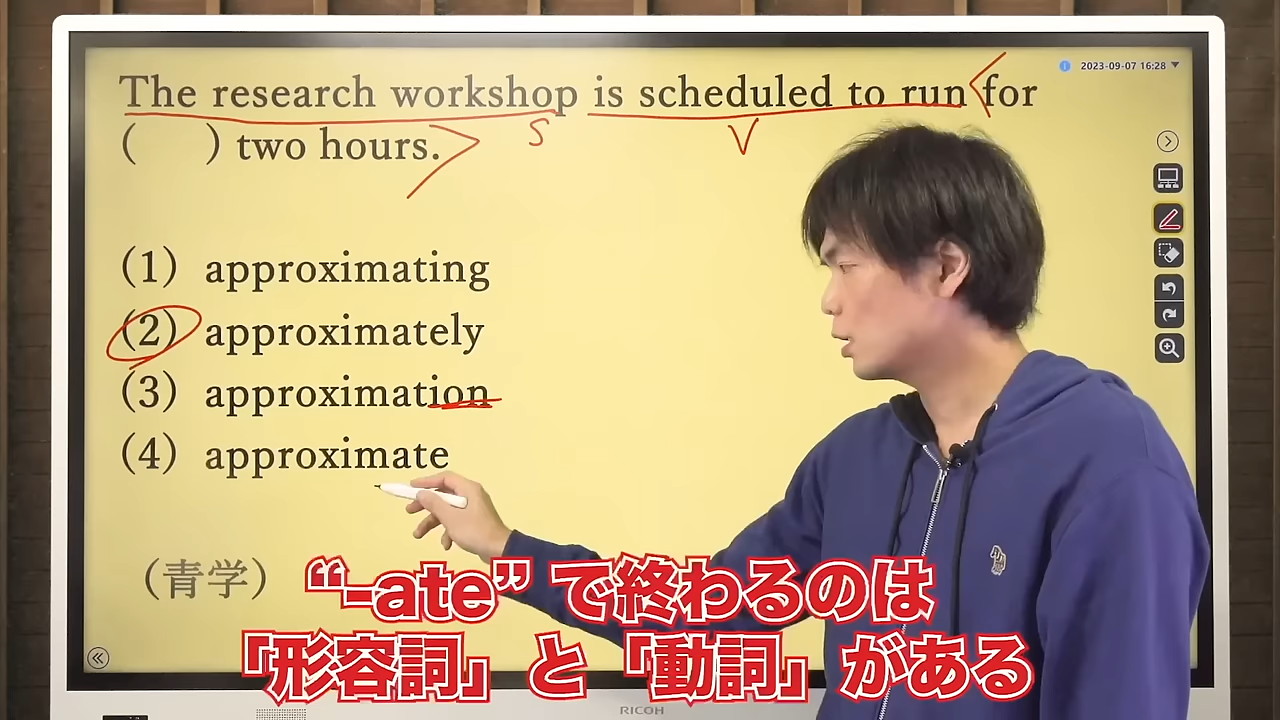 The research workshop is scheduled to run for
(　　) two hours.
S
V
(1) approximating
(2) approximately
(3) approximation
(4) approximate
（青学）
“-ate”で終わるのは
「形容詞」と「動詞」がある
2023-09-07 16:28
RICOH